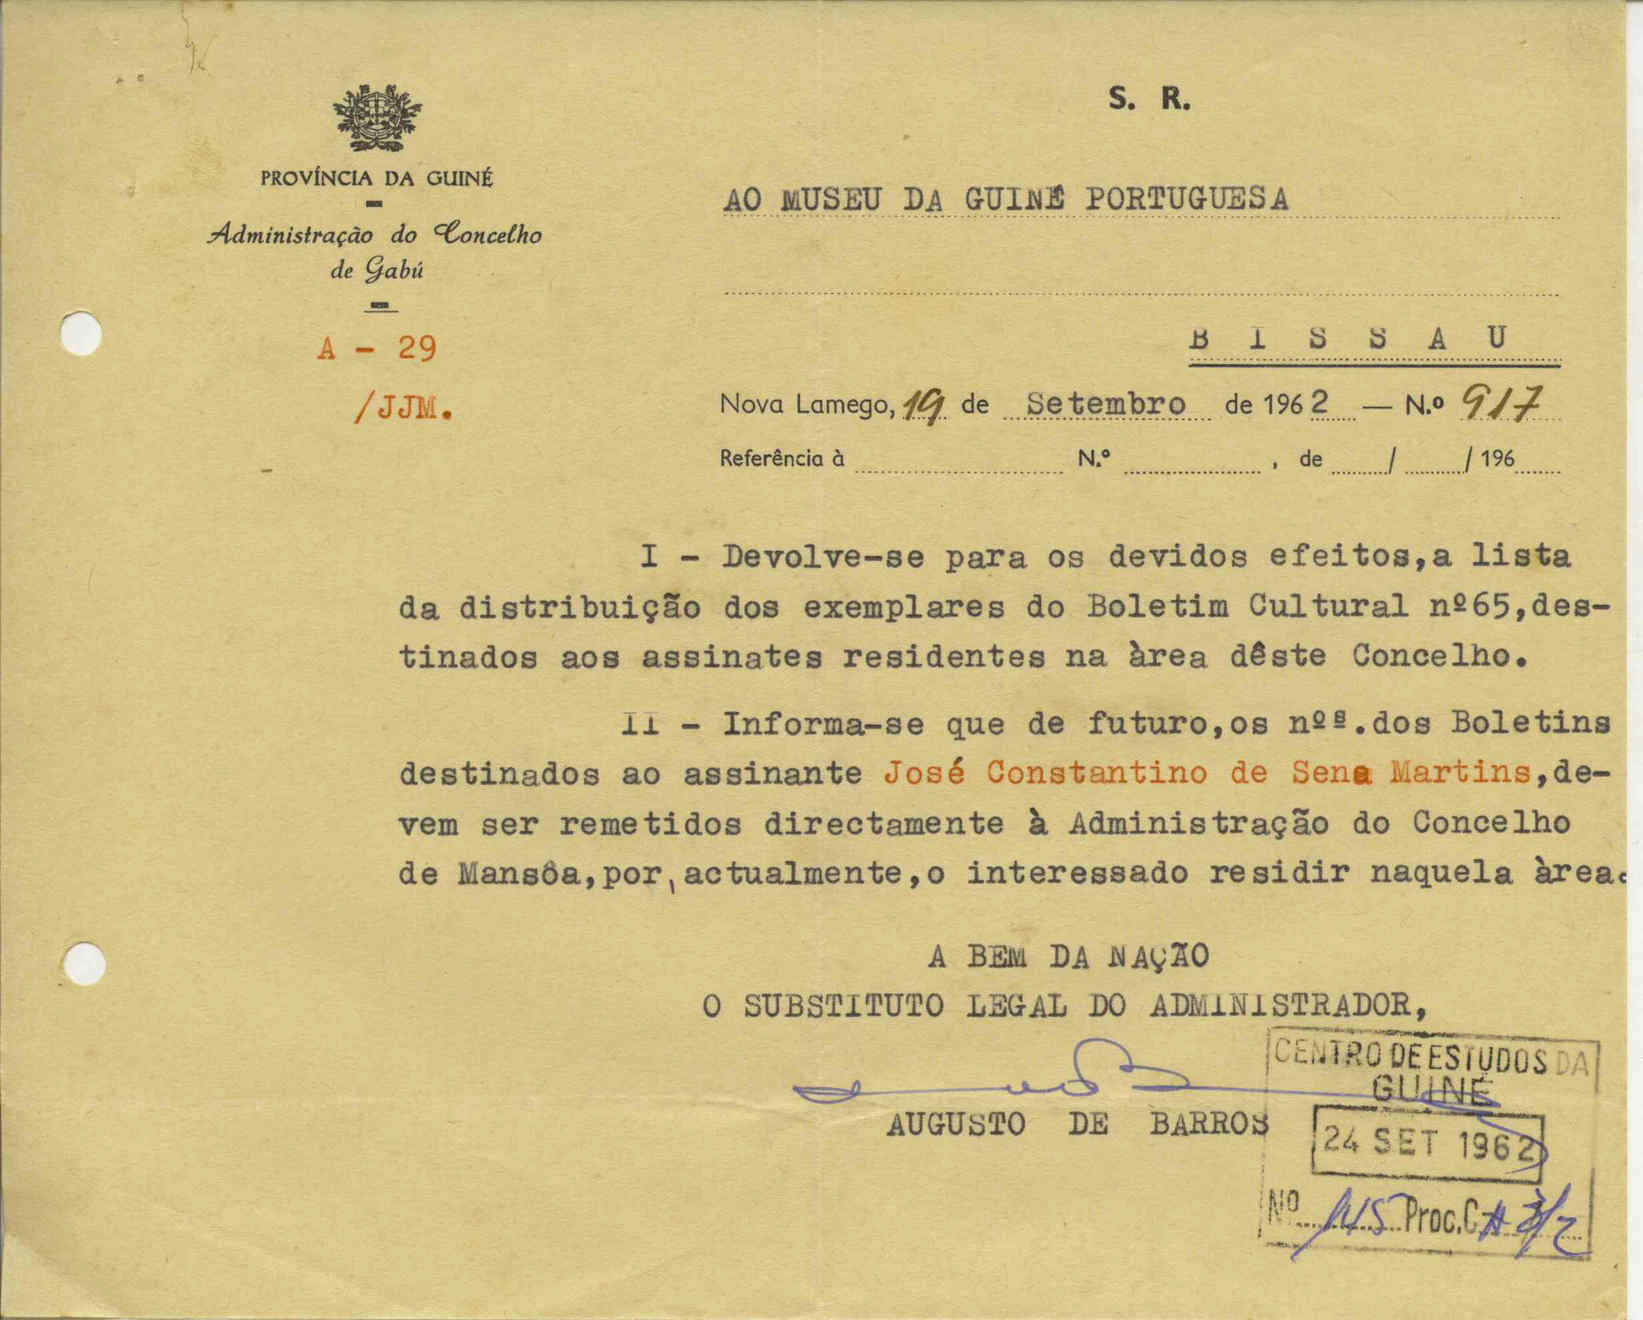 S. R.
PROVÍNCIA DA GUINÉ
Administração do Concelho
de Gabú
A - 29
/JJM.
AO MUSEU DA GUINÉ PORTUGUESA
B I S S A U
Nova Lamego, 19 de Setembro de 1962 — N.º 917
Referência à N.º , de / / 196
I - Devolve-se para os devidos efeitos,a lista
da distribuição dos exemplares do Boletim Cultural nº65,des-
tinados aos assinates residentes na àrea dêste Concelho.
II - Informa-se que de futuro,os nºs.dos Boletins
destinados ao assinante José Constantino de Sena Martins,de-
vem ser remetidos directamente à Administração do Concelho
de Mansôa,por,actualmente,o interessado residir naquela àrea.
A BEM DA NAÇÃO
O SUBSTITUTO LEGAL DO ADMINISTRADOR,
AUGUSTO DE BARROS
CENTRO DE ESTUDOS DA
GUINÉ
24 SET 1962
Nº Proc.